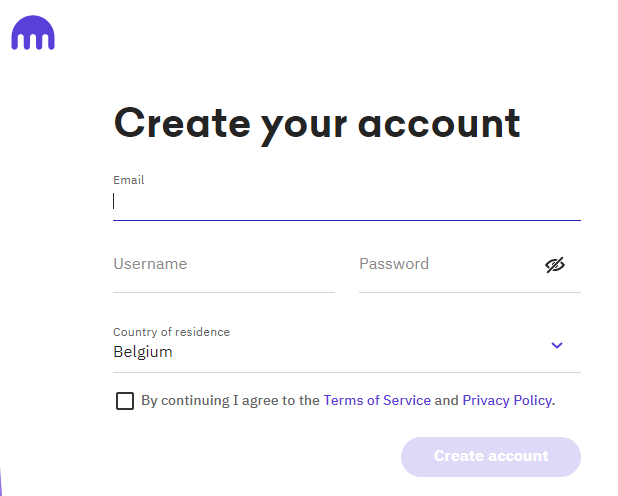 Create your account
Email
Username
Password
Country of residence
Belgium
By continuing I agree to the Terms of Service and Privacy Policy.
Create account